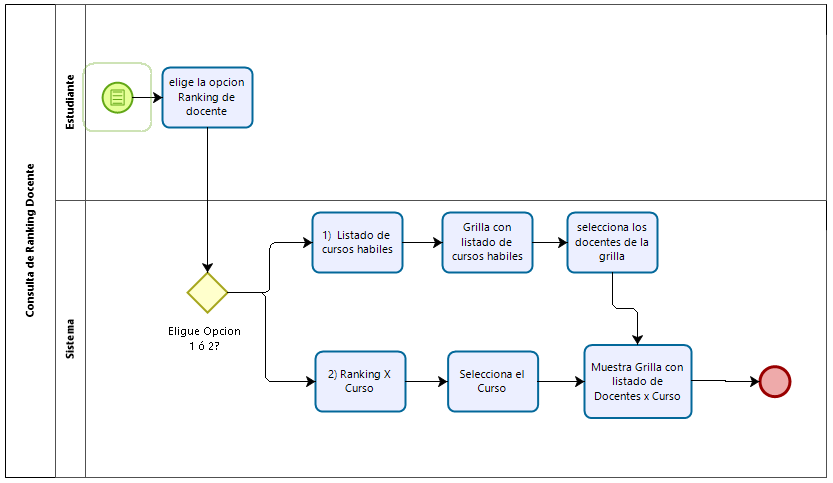 Consulta de Ranking Docente
Estudiante
elige la opcion
Ranking de
docente
Sistema
Eligue Opcion
1 ó 2?
1) Listado de
cursos habiles
Grilla con
listado de
cursos habiles
selecciona los
docentes de la
grilla
2) Ranking X
Curso
Selecciona el
Curso
Muestra Grilla con
listado de
Docentes x Curso